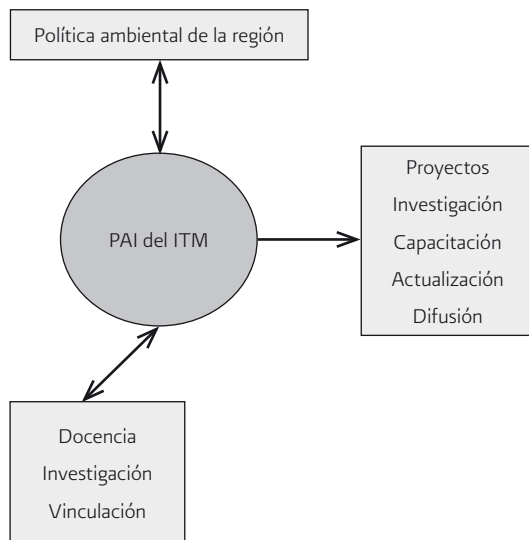 Política ambiental de la región
PAI del ITM
Proyectos
Investigación
Capacitación
Actualización
Difusión
Docencia
Investigación
Vinculación